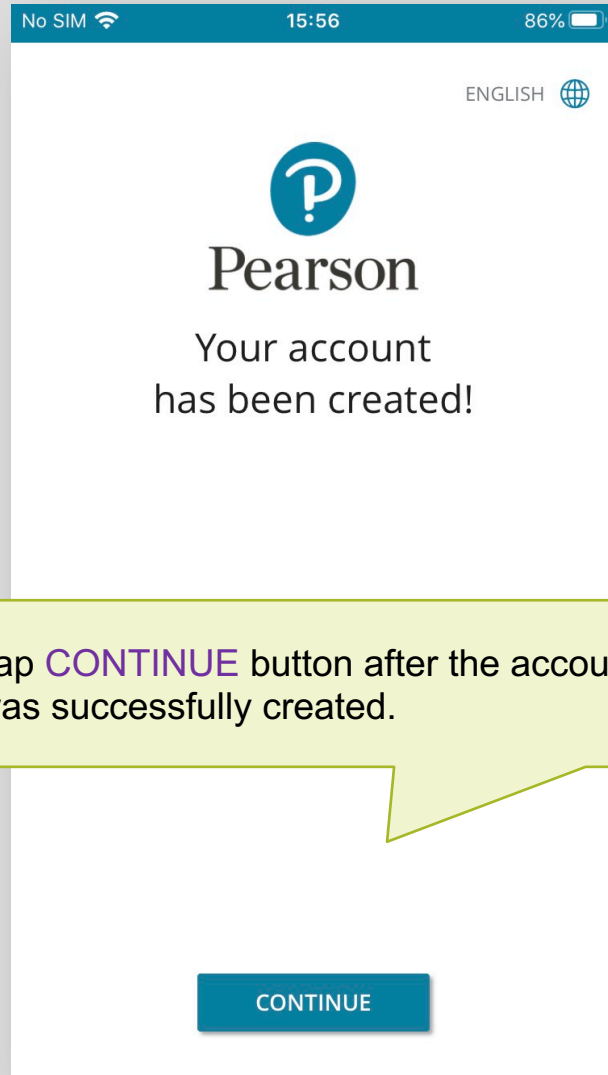 No SIM 15:56 86%
ENGLISH
Pearson
Your account
has been created!
ap CONTINUE button after the accou
as successfully created.
CONTINUE